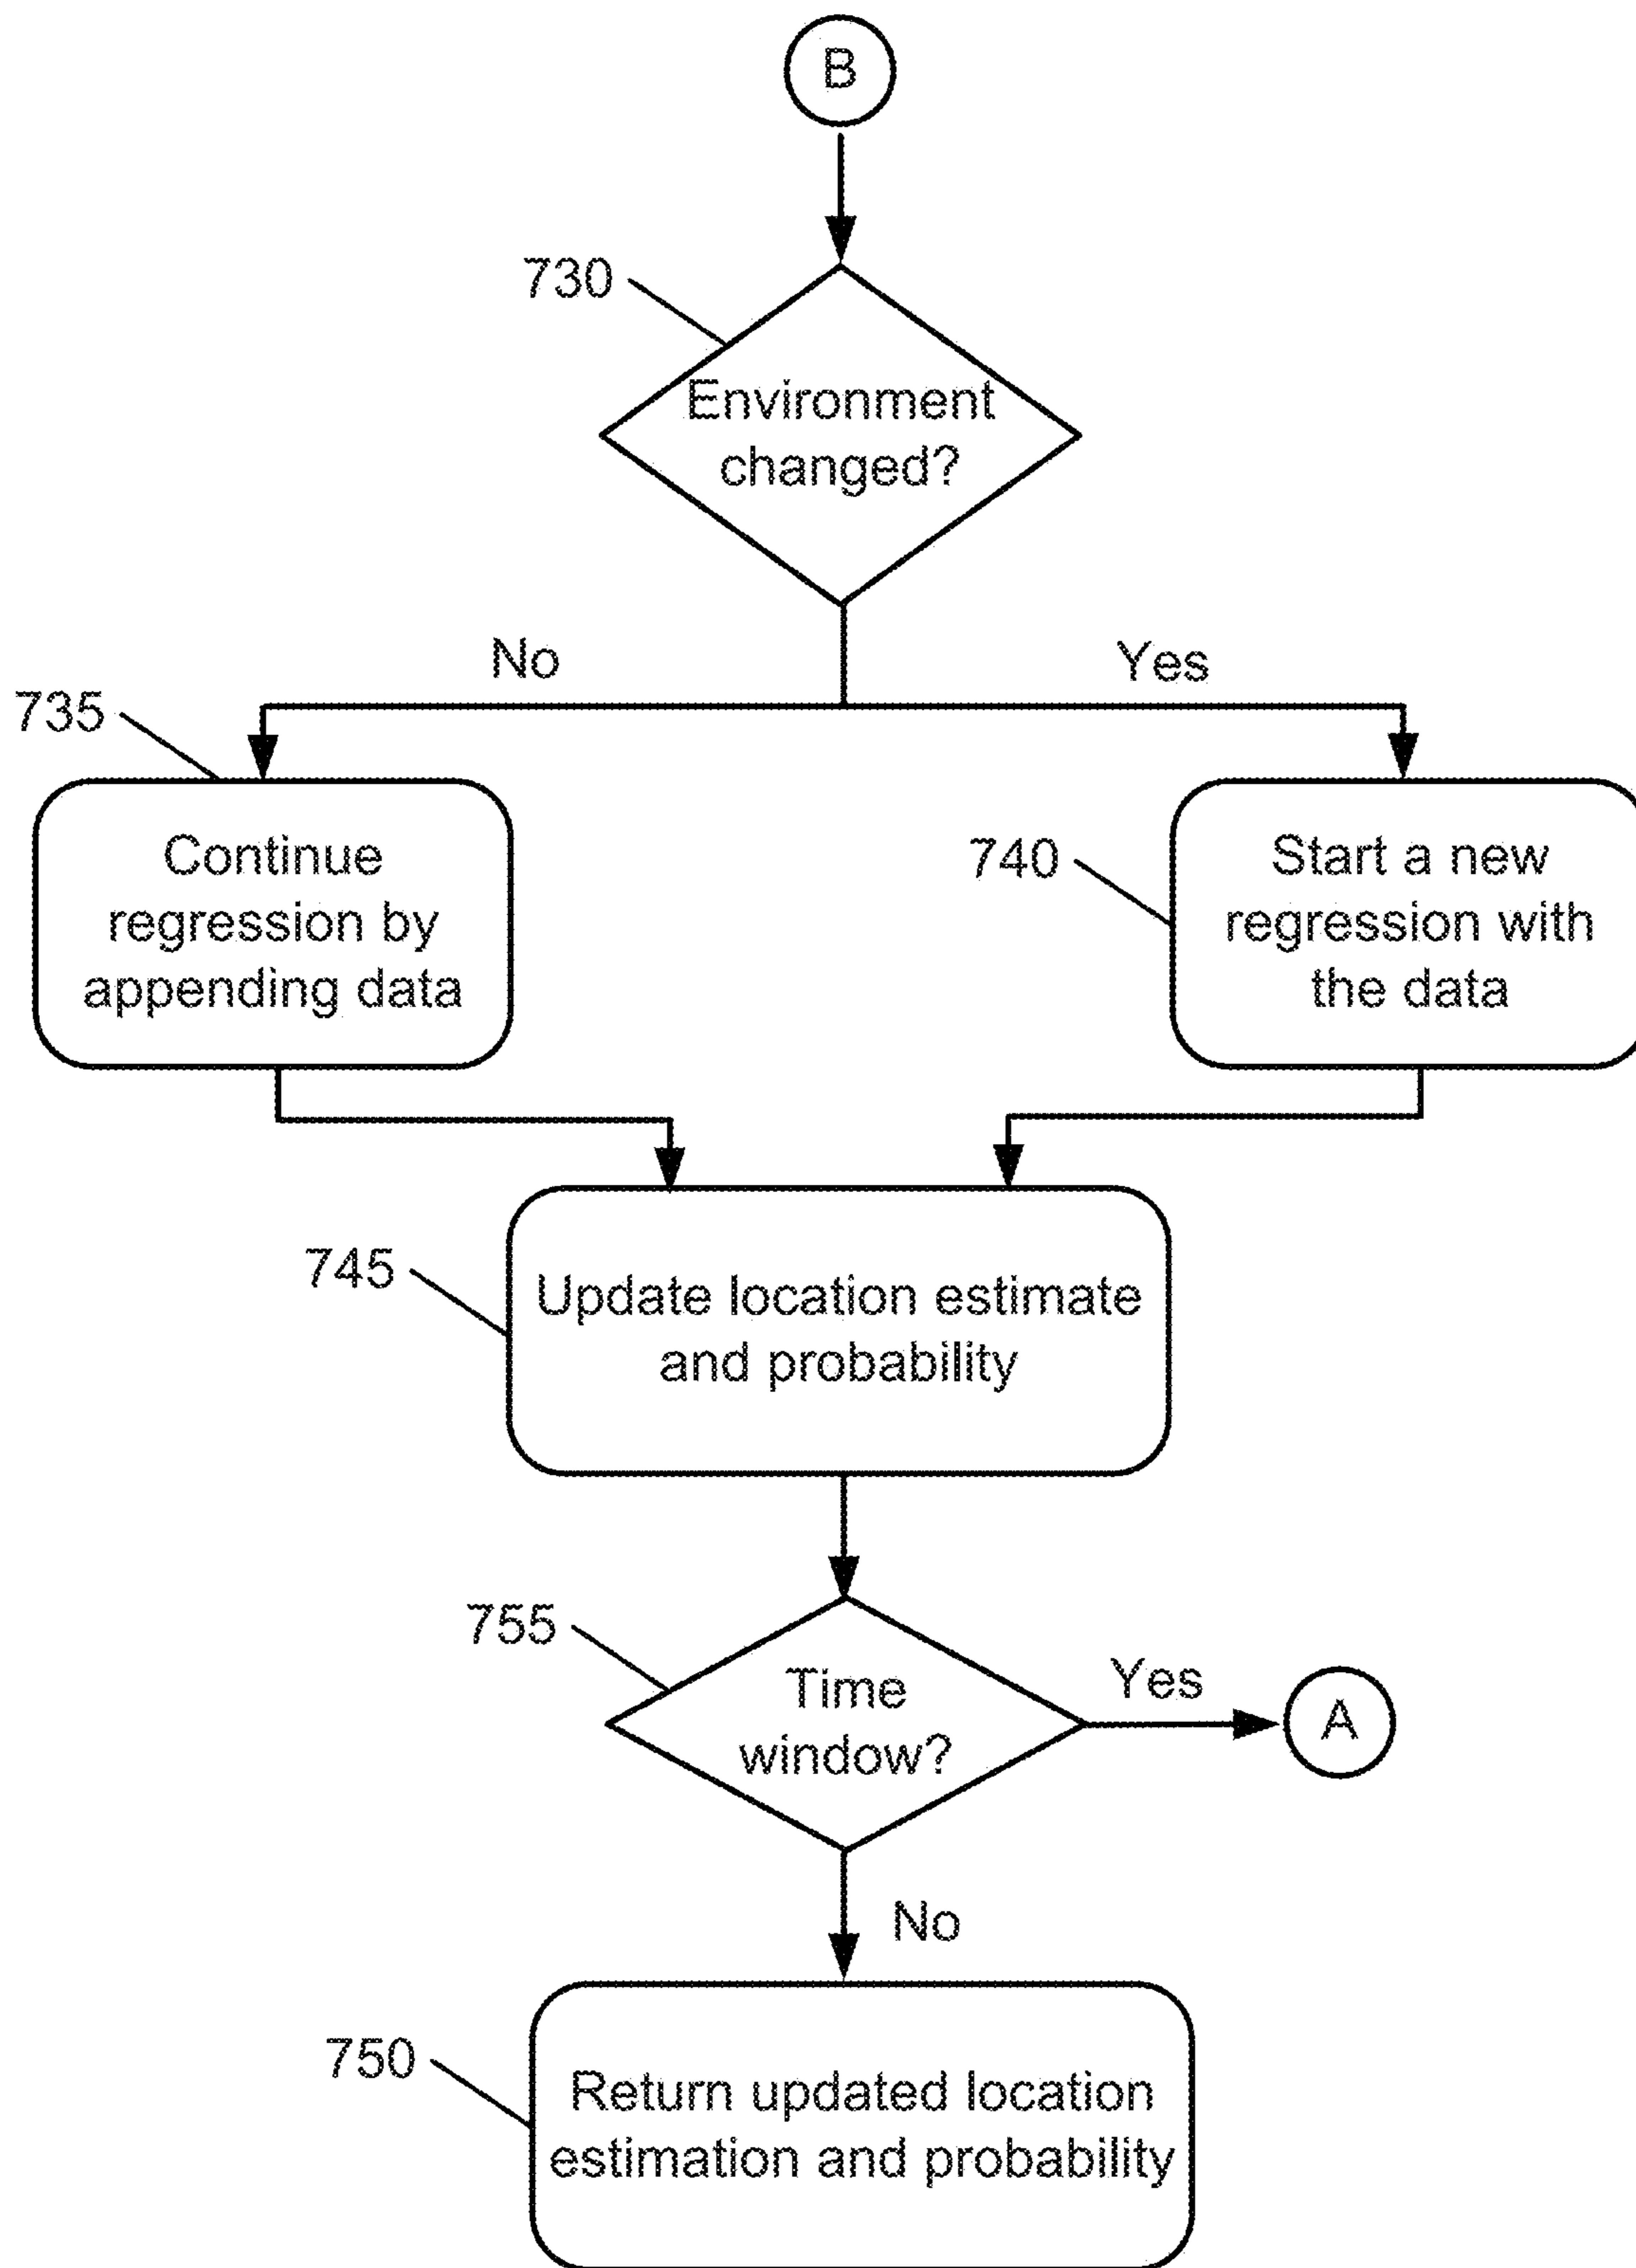 B
730
Environment
changed?
No
Yes
735
Continue
regression by
appending data
740
Start a new
regression with
the data
745
Update location estimate
and probability
755
Time
window?
Yes
A
No
750
Return updated location
estimation and probability